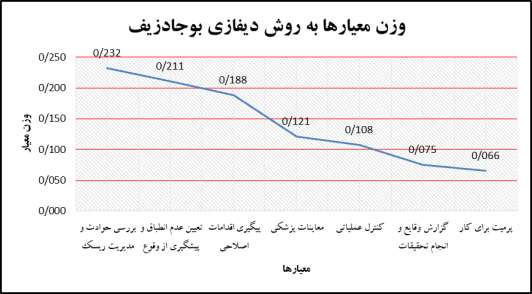 وزن معیارها به روش دیفازی بوجادزیف
0/250
0/200
0/150
0/100
0/050
0/000
وزن معیار
0/232
0/211
0/188
0/121
0/108
0/075
0/066
بررسی حوادث و
مدیریت ریسک
تعیین عدم انطباق و
پیشگیری از وقوع
پیگیری اقدامات
اصلاحی
معاینات پزشکی
کنترل عملیاتی
گزارش وقایع و
انجام تحقیقات
پرمیت برای کار
معیارها